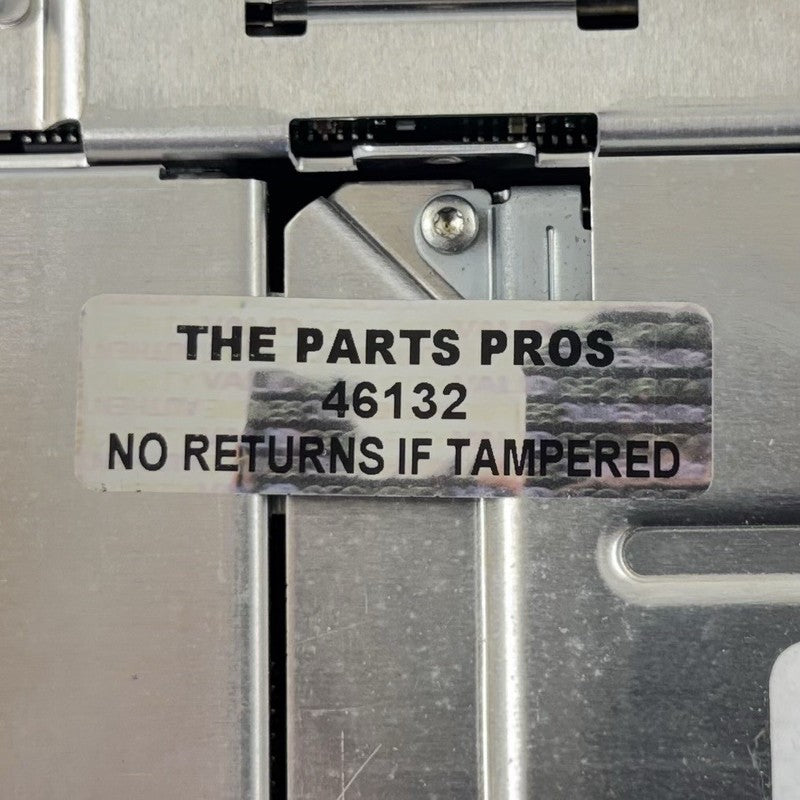 THE PARTS PROS
46132
NO RETURNS IF TAMPERED